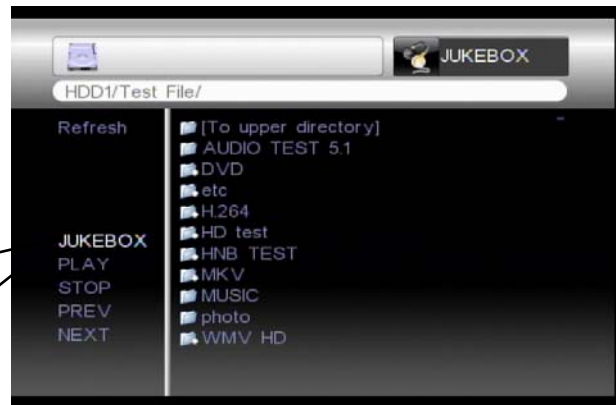 JUKEBOX
HDD1/Test File/
Refresh
JUKEBOX
PLAY
STOP
PREV
NEXT
[To upper directory]
AUDIO TEST 5.1
DVD
etc
H.264
HD test
HNB TEST
MKV
MUSIC
photo
WMV HD